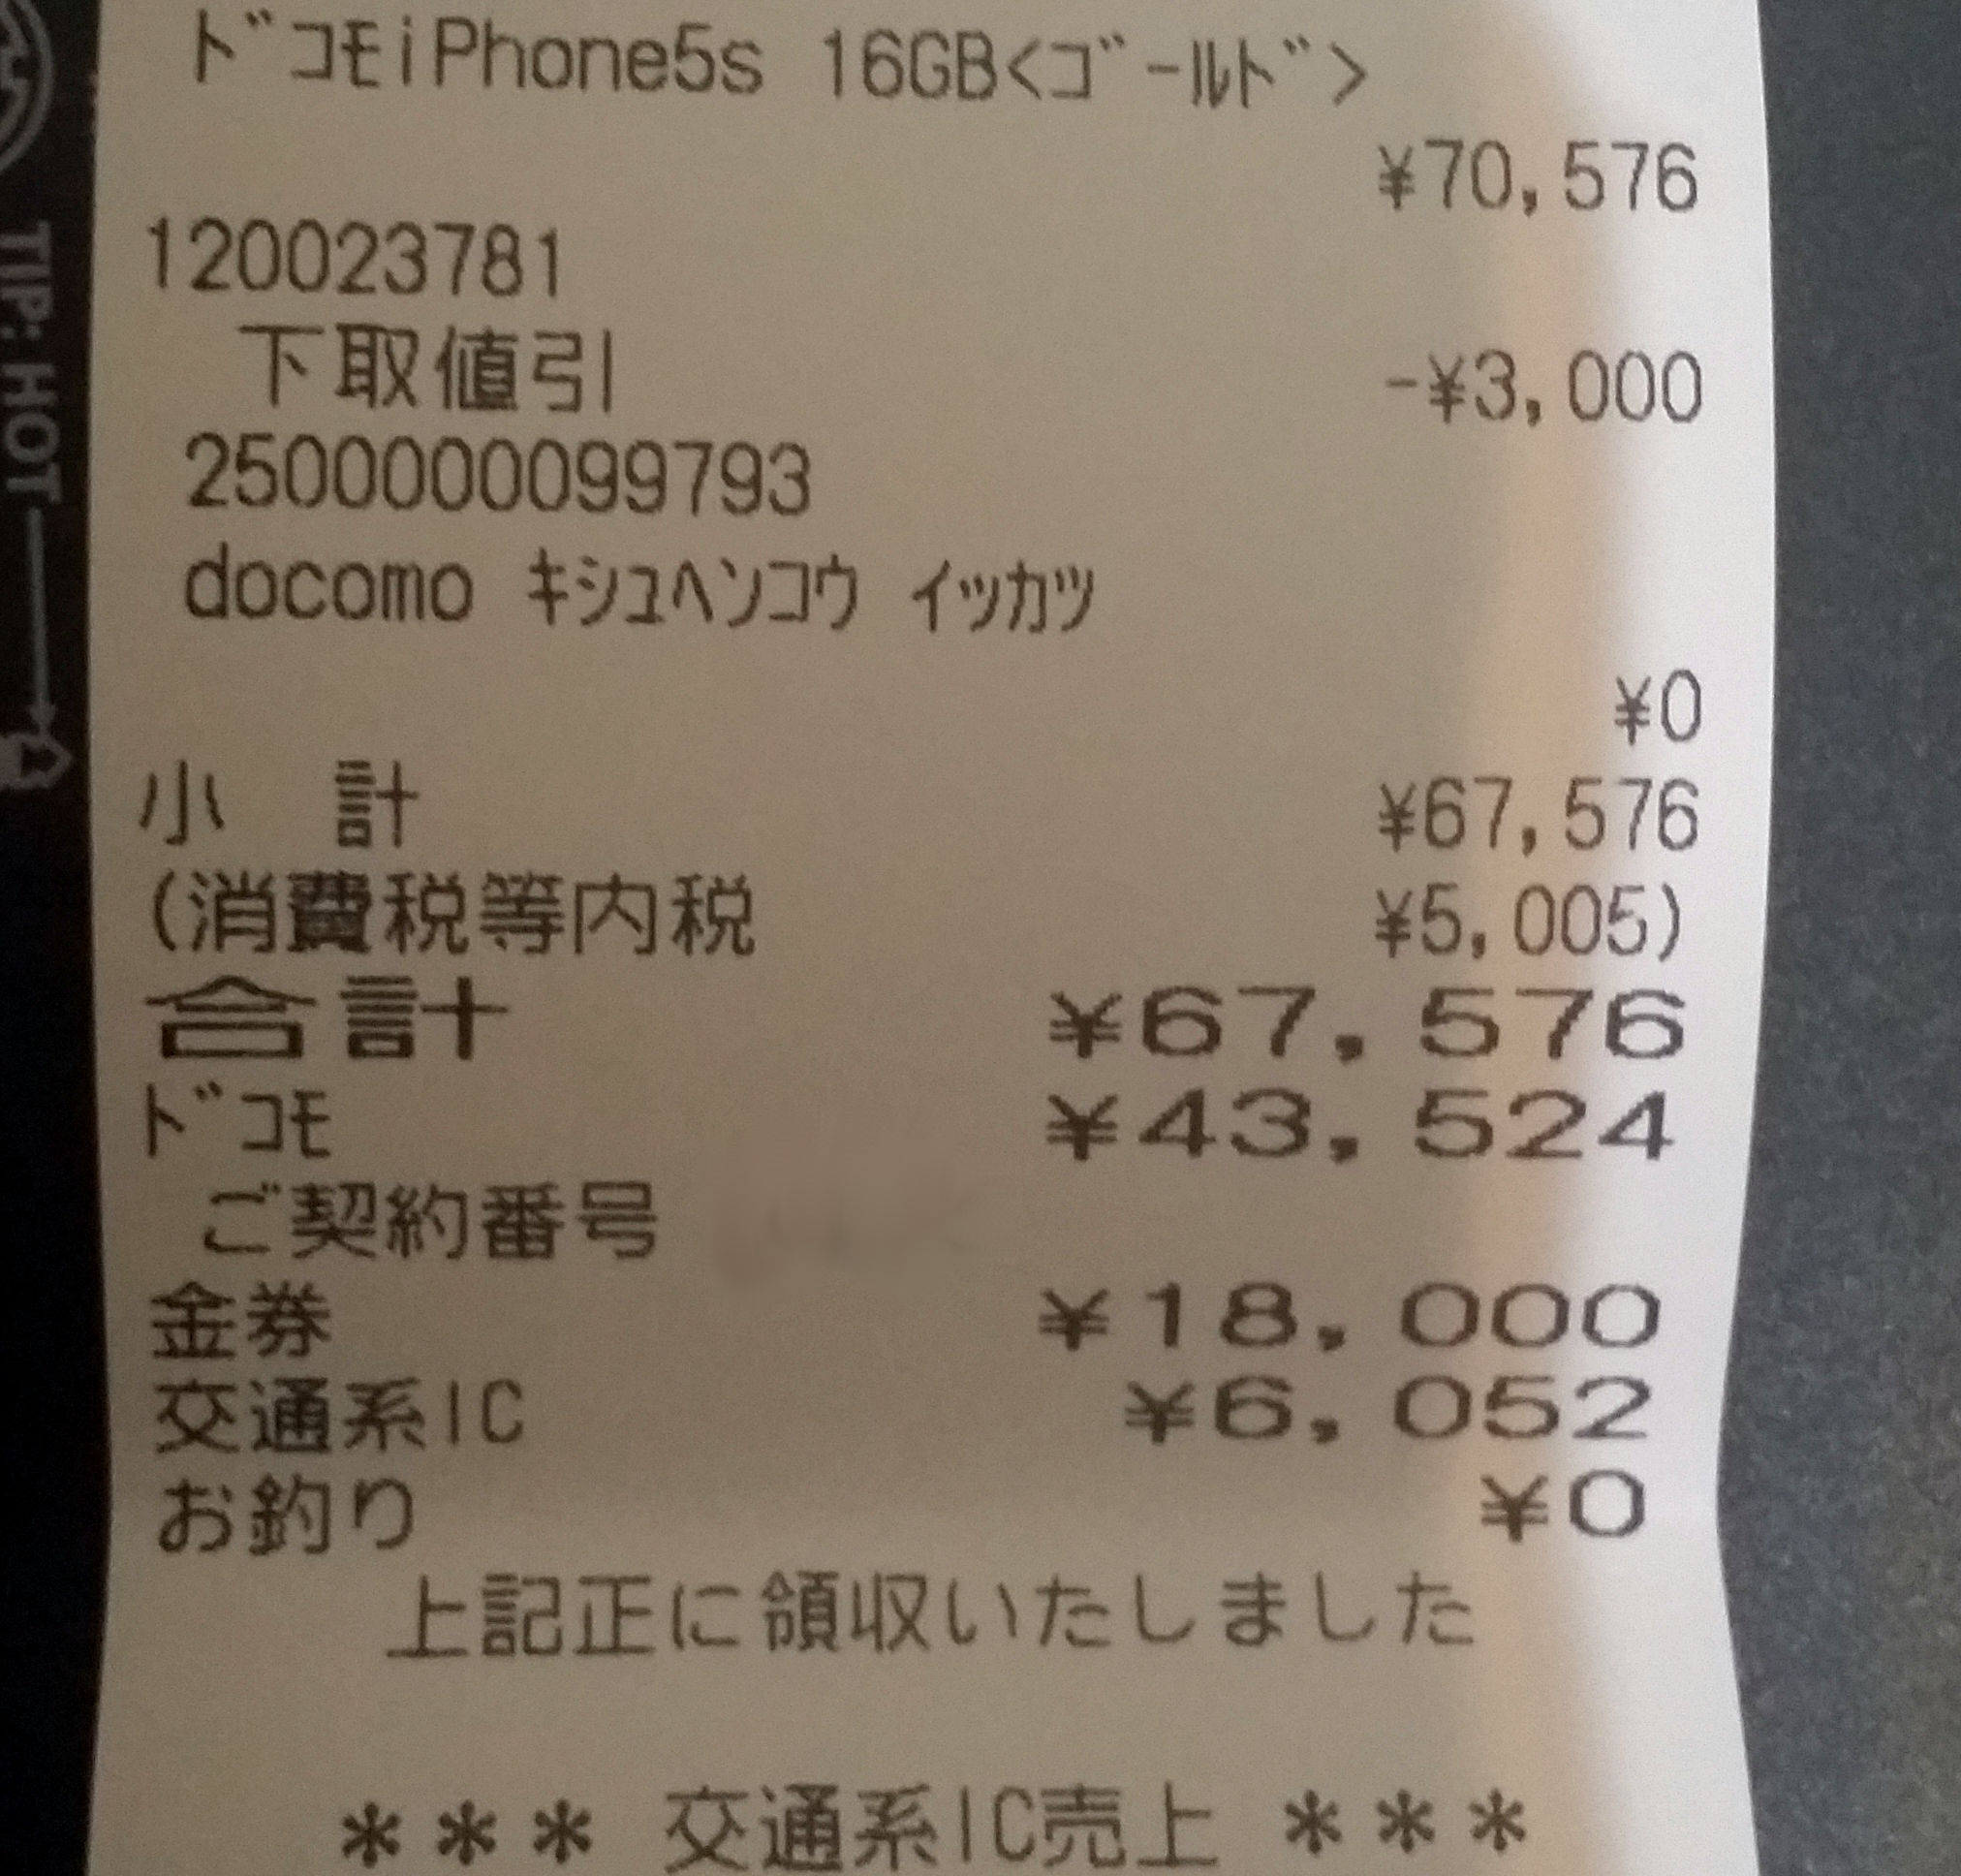 ﾄﾞｺﾓiPhone5s 16GB<ｺﾞｰﾙﾄﾞ>
¥70,576
120023781
下取値引 -¥3,000
2500000099793
docomo ｷｼｭﾍﾝｺｳ ｲｯｶﾂ
¥0
小 計 ¥67,576
(消費税等内税 ¥5,005)
合計 ¥67,576
ﾄﾞｺﾓ ¥43,524
ご契約番号
金券 ¥18,000
交通系IC ¥6,052
お釣り ¥0
上記正に領収いたしました
*** 交通系IC売上 ***
TIP: HOT